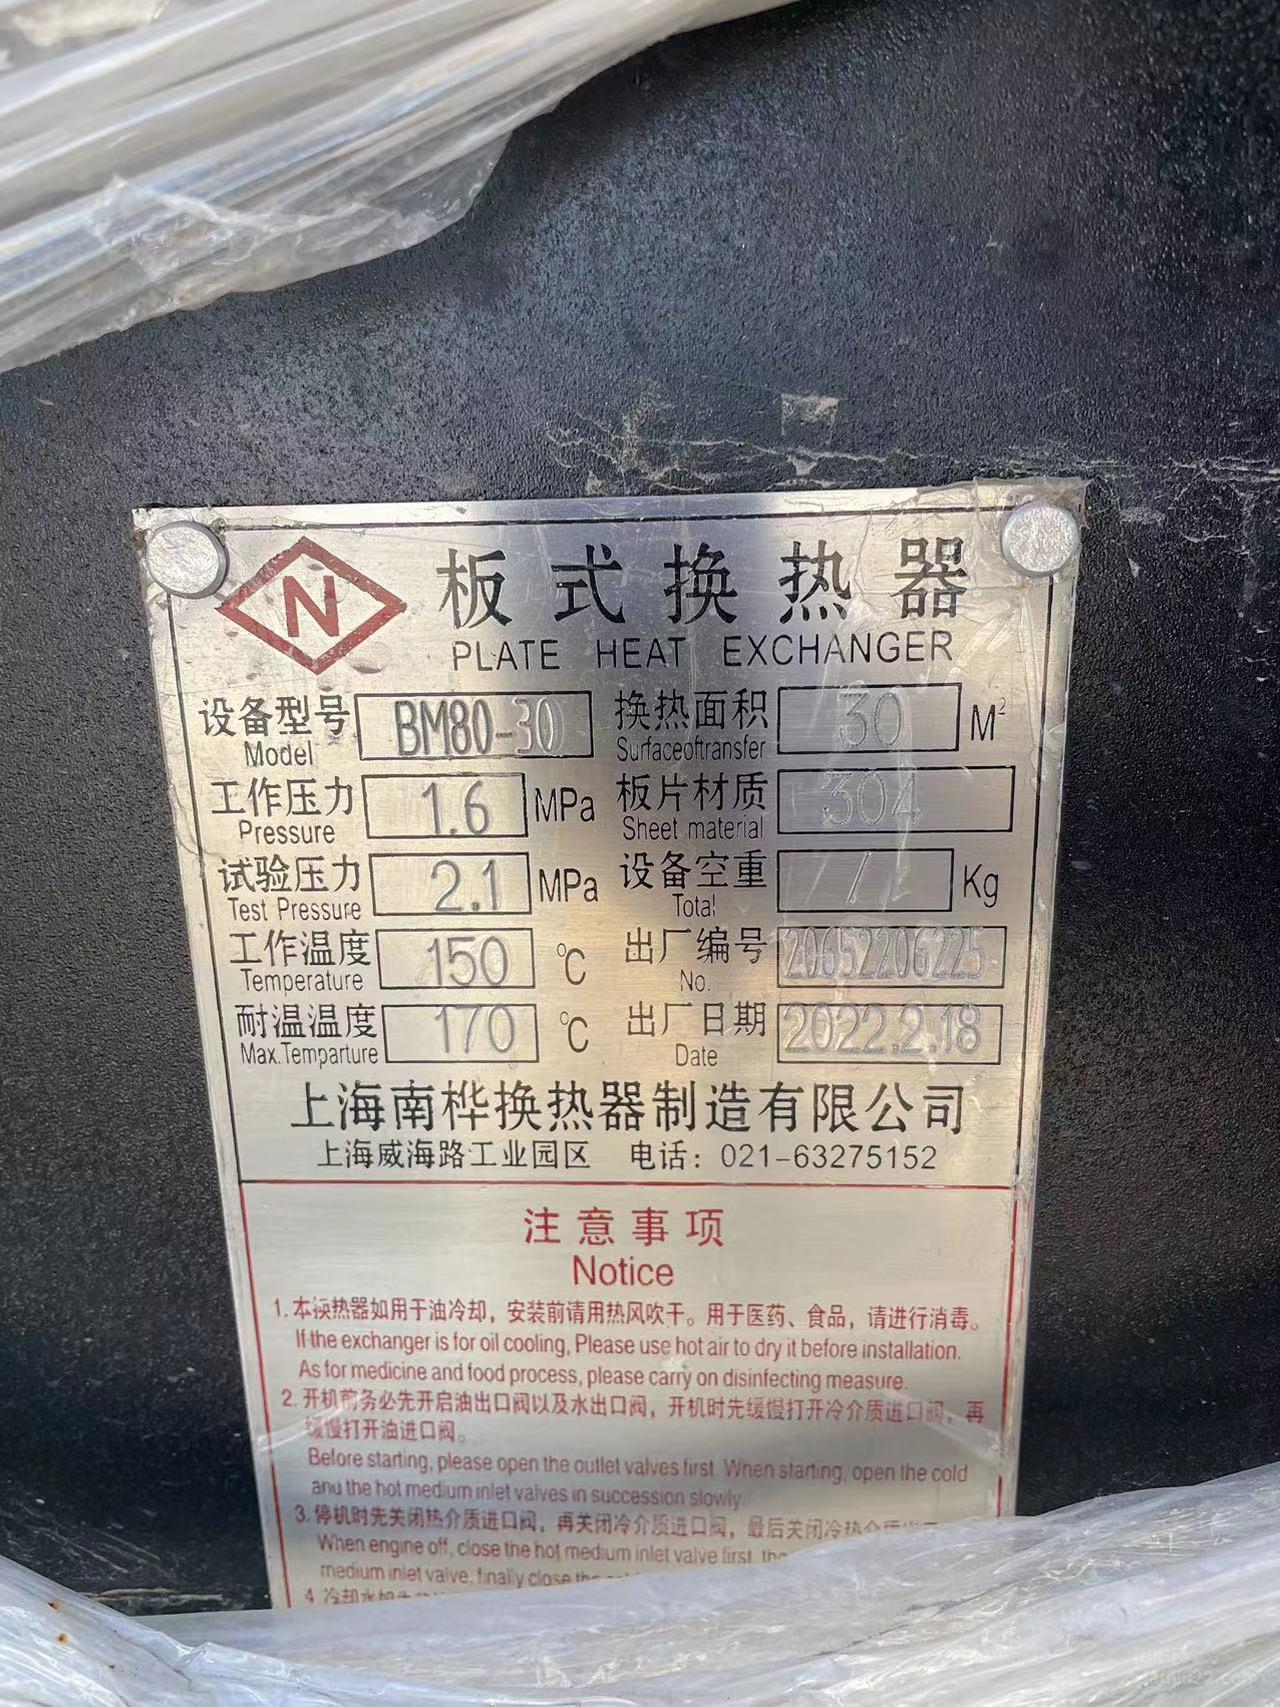 N
板式换热器
PLATE HEAT EXCHANGER
设备型号 BM80-30 换热面积 30 M²
Model Surfaceoftransfer
工作压力 1.6 MPa 板片材质 304
Pressure Sheet material
试验压力 2.1 MPa 设备空重 / Kg
Test Pressure Total
工作温度 150 ℃ 出厂编号 20652206225
Temperature No.
耐温温度 170 ℃ 出厂日期 2022.2.18
Max.Temparture Date
上海南桦换热器制造有限公司
上海威海路工业园区 电话：021-63275152
注意事项
Notice
1.本换热器如用于油冷却，安装前请用热风吹干。用于医药、食品，请进行消毒。
If the exchanger is for oil cooling, Please use hot air to dry it before installation.
As for medicine and food process, please carry on disinfecting measure.
2.开机前务必先开启油出口阀以及水出口阀，开机时先缓慢打开冷介质进口阀，再
缓慢打开油进口阀。
Before starting, please open the outlet valves first. When starting, open the cold
and the hot medium inlet valves in succession slowly.
3.停机时先关闭热介质进口阀，再关闭冷介质进口阀，最后关闭冷热介质
When engine off, close the hot medium inlet valve first, the
medium inlet valve, finally close the
4.冷却水